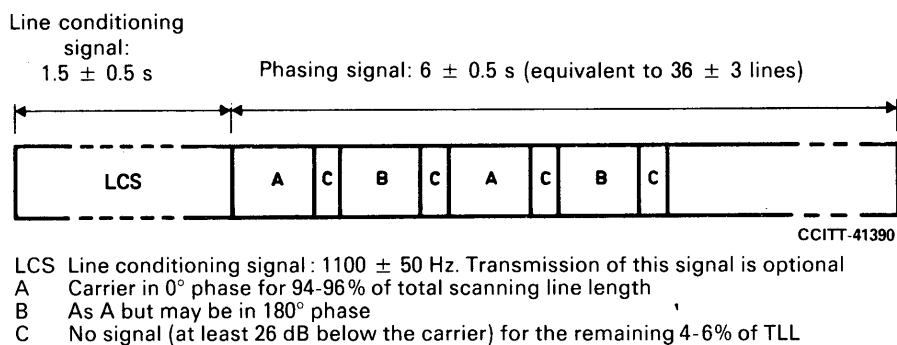 Line conditioning
signal:
1.5 ± 0.5 s
Phasing signal: 6 ± 0.5 s (equivalent to 36 ± 3 lines)
LCS A C B C A C B C
CCITT-41390
LCS Line conditioning signal: 1100 ± 50 Hz. Transmission of this signal is optional
A Carrier in 0° phase for 94-96% of total scanning line length
B As A but may be in 180° phase
C No signal (at least 26 dB below the carrier) for the remaining 4-6% of TLL